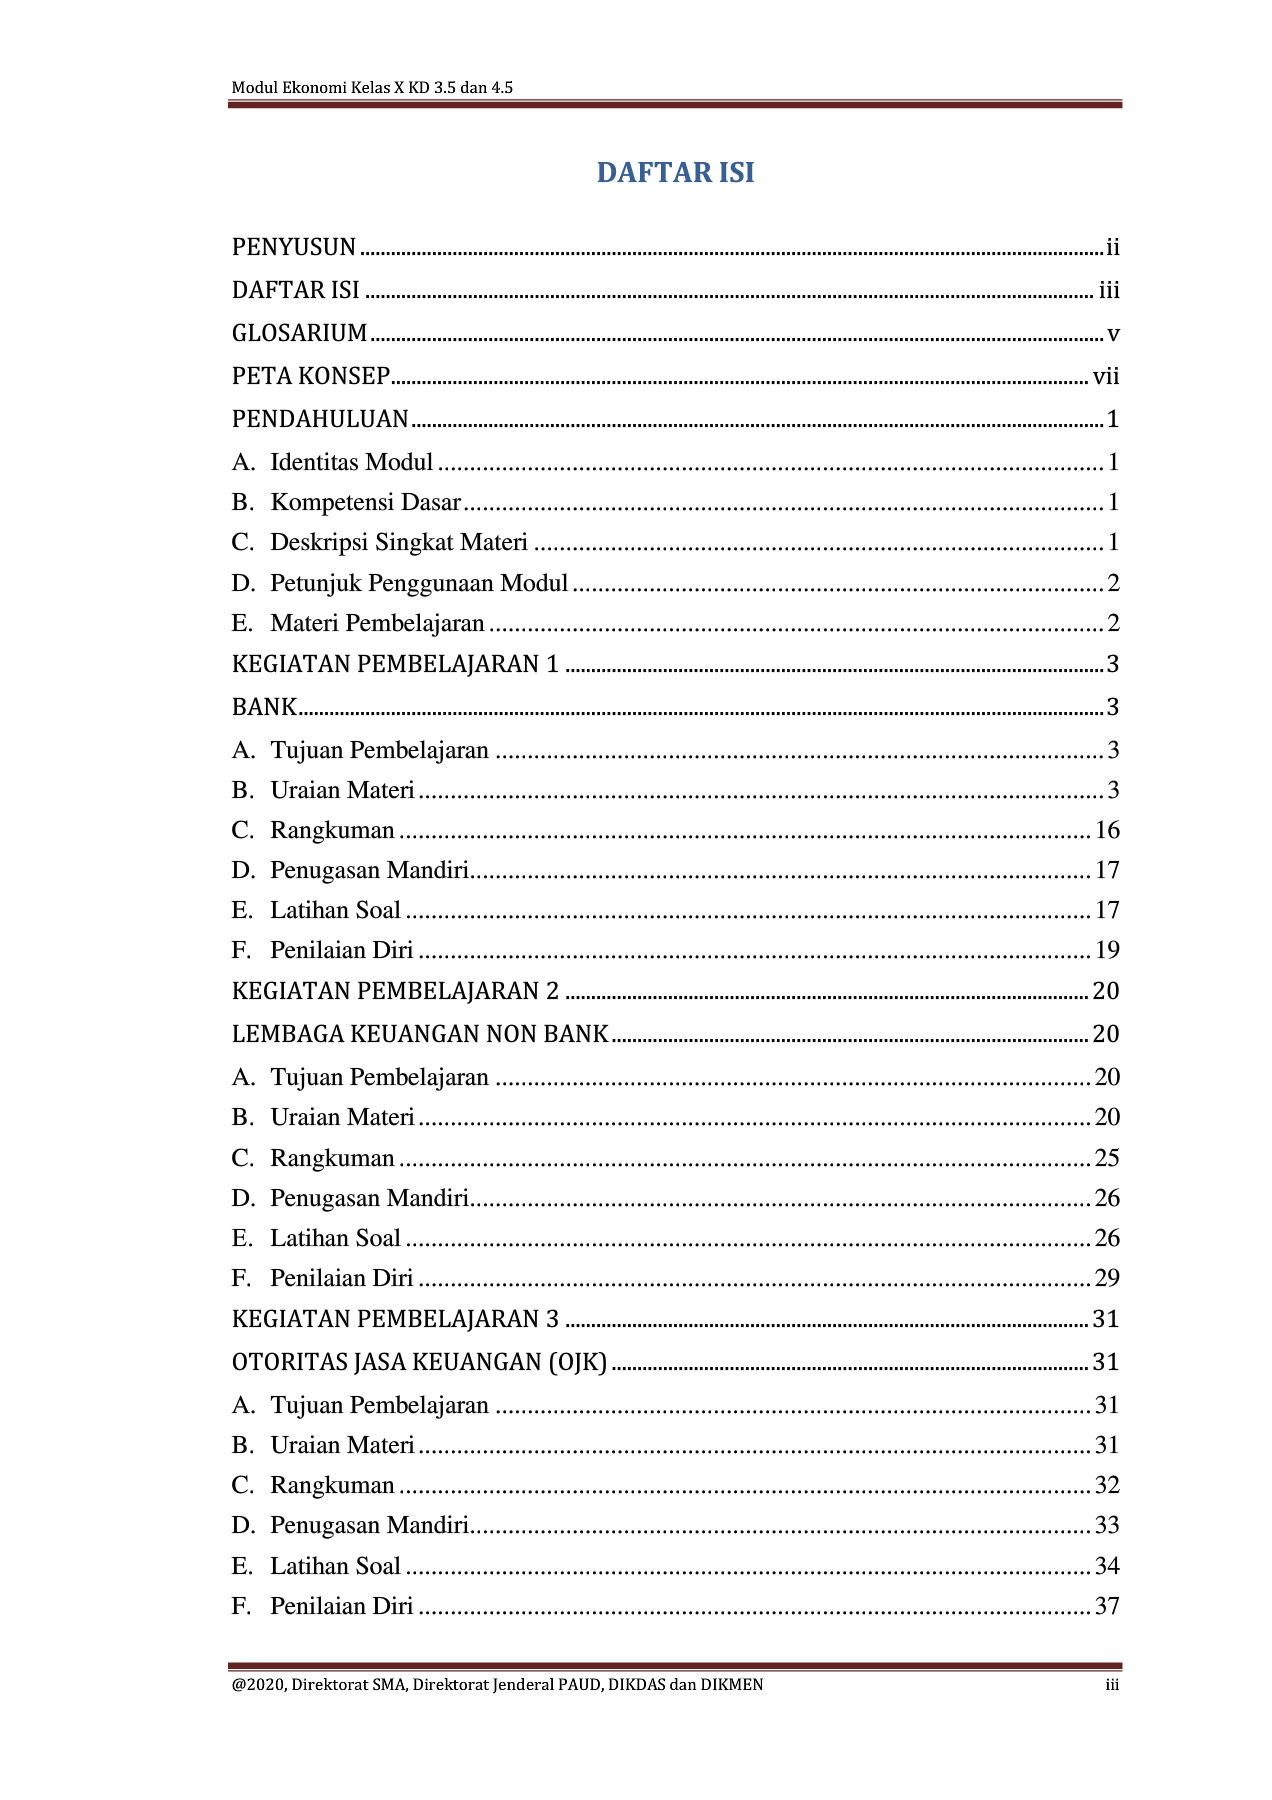 Modul Ekonomi Kelas X KD 3.5 dan 4.5
DAFTAR ISI
PENYUSUN ........ ii
DAFTAR ISI ........ iii
GLOSARIUM ........ v
PETA KONSEP ........ vii
PENDAHULUAN ........ 1
A. Identitas Modul ........ 1
B. Kompetensi Dasar ........ 1
C. Deskripsi Singkat Materi ........ 1
D. Petunjuk Penggunaan Modul ........ 2
E. Materi Pembelajaran ........ 2
KEGIATAN PEMBELAJARAN 1 ........ 3
BANK ........ 3
A. Tujuan Pembelajaran ........ 3
B. Uraian Materi ........ 3
C. Rangkuman ........ 16
D. Penugasan Mandiri ........ 17
E. Latihan Soal ........ 17
F. Penilaian Diri ........ 19
KEGIATAN PEMBELAJARAN 2 ........ 20
LEMBAGA KEUANGAN NON BANK ........ 20
A. Tujuan Pembelajaran ........ 20
B. Uraian Materi ........ 20
C. Rangkuman ........ 25
D. Penugasan Mandiri ........ 26
E. Latihan Soal ........ 26
F. Penilaian Diri ........ 29
KEGIATAN PEMBELAJARAN 3 ........ 31
OTORITAS JASA KEUANGAN (OJK) ........ 31
A. Tujuan Pembelajaran ........ 31
B. Uraian Materi ........ 31
C. Rangkuman ........ 32
D. Penugasan Mandiri ........ 33
E. Latihan Soal ........ 34
F. Penilaian Diri ........ 37
@2020, Direktorat SMA, Direktorat Jenderal PAUD, DIKDAS dan DIKMEN iii